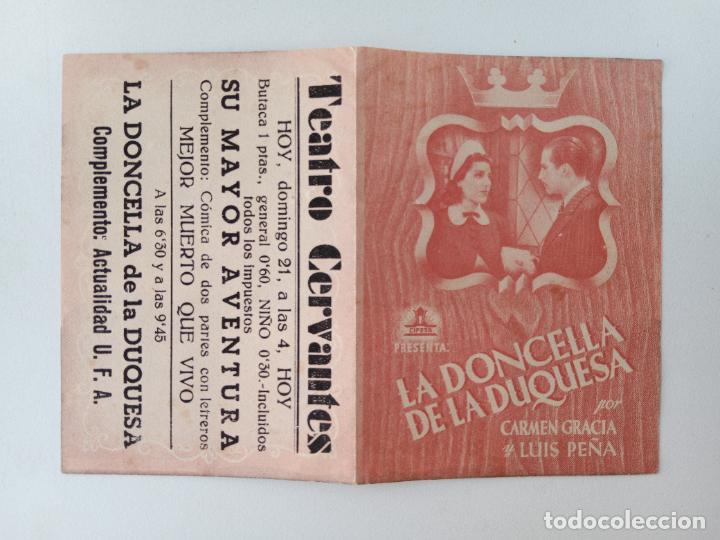 Teatro Cervantes
HOY, domingo 21, a las 4, HOY
Butaca 1 ptas., general 0'60, NIÑO 0'30.-Incluidos
todos los impuestos
SU MAYOR AVENTURA
Complemento: Cómica de dos partes con letreros
MEJOR MUERTO QUE VIVO
A las 6'30 y a las 9'45
LA DONCELLA de la DUQUESA
Complemento: Actualidad U. F. A.
CIFESA
PRESENTA:
LA DONCELLA
DE LA DUQUESA
por
CARMEN GRACIA
y LUIS PEÑA
todocoleccion.net